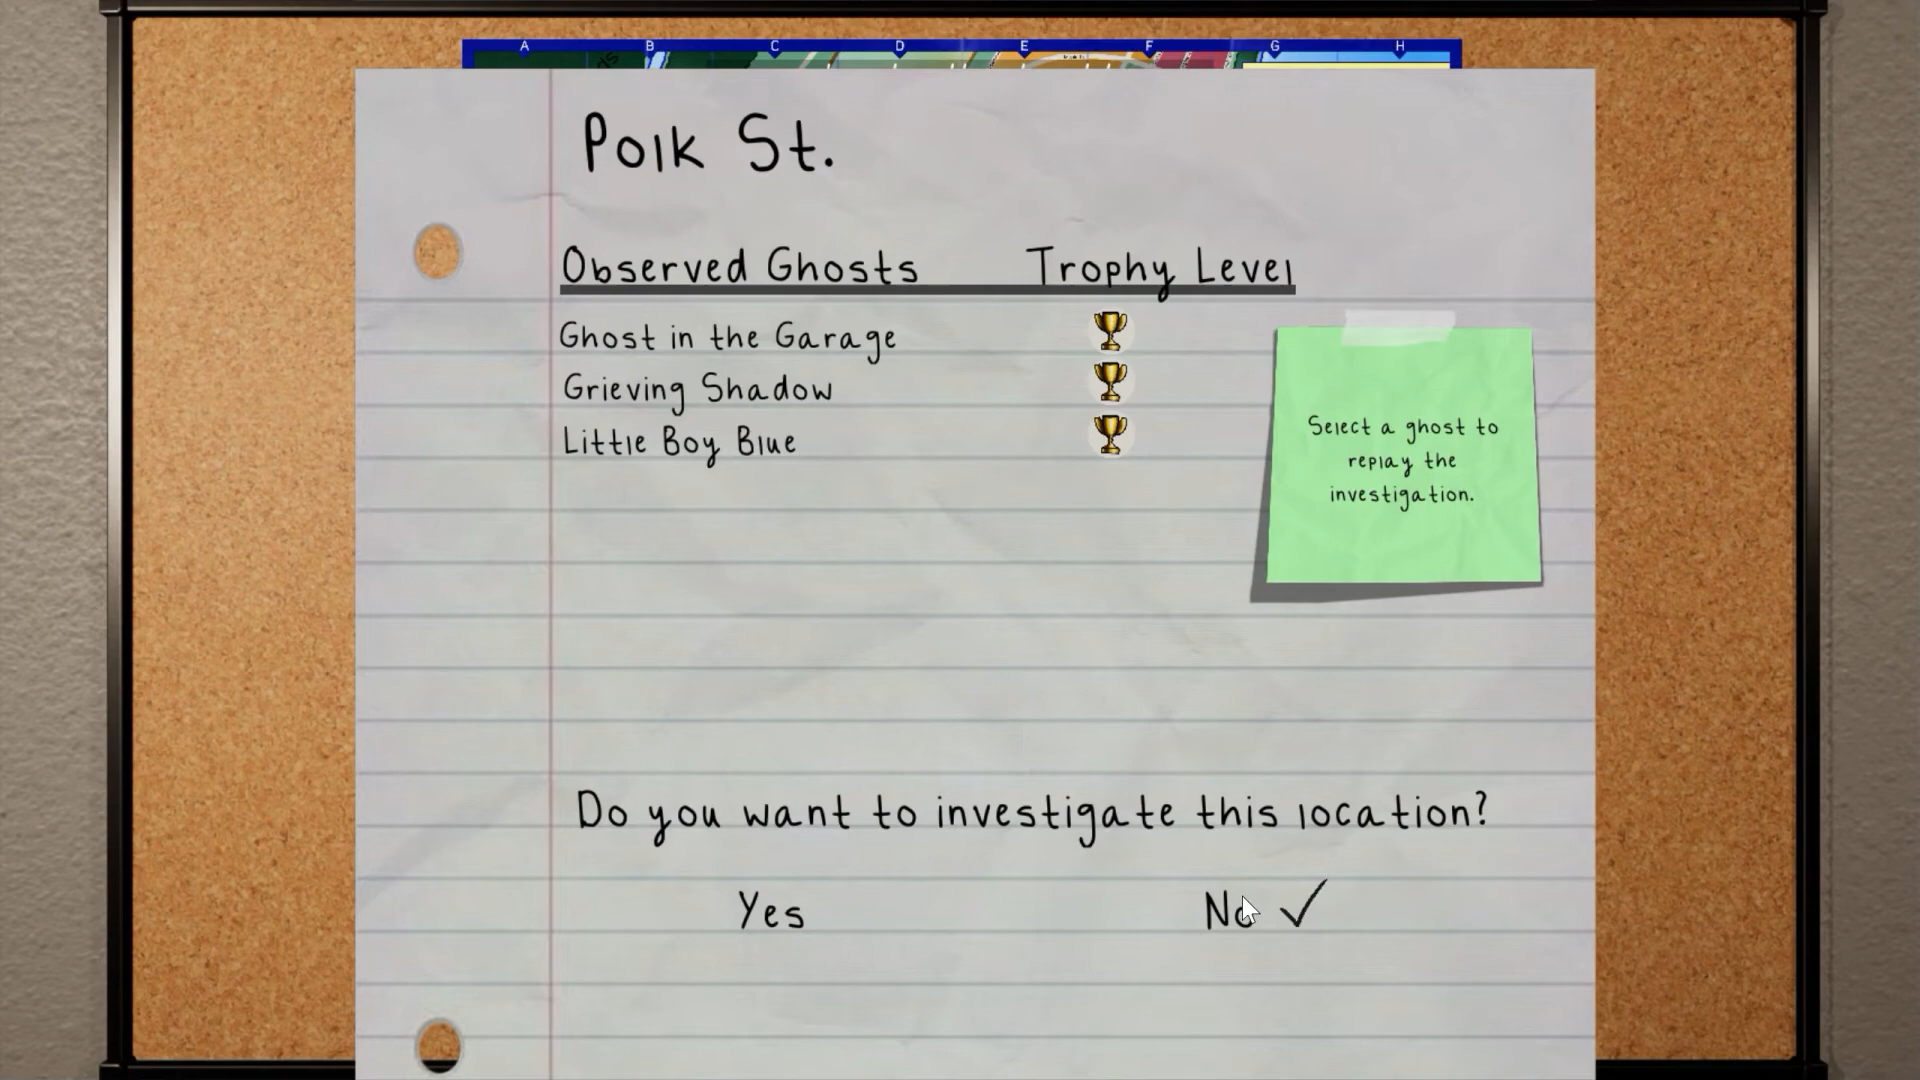 A B C D E F G H
Polk St.
Observed Ghosts Trophy Level
Ghost in the Garage
Grieving Shadow
Little Boy Blue
Select a ghost to
replay the
investigation.
Do you want to investigate this location?
Yes No ✓